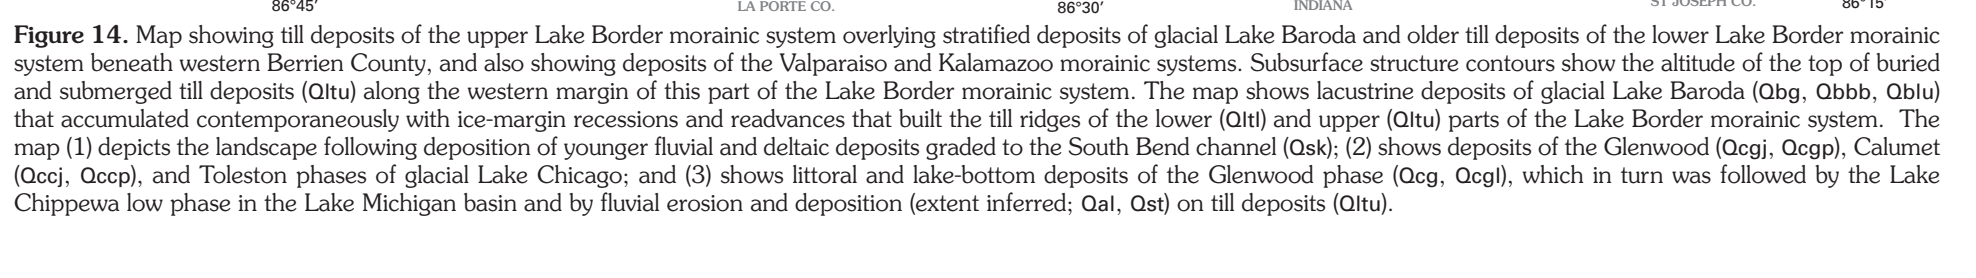 86°45′ LA PORTE CO. 86°30′ INDIANA ST JOSEPH CO. 86°15′
Figure 14. Map showing till deposits of the upper Lake Border morainic system overlying stratified deposits of glacial Lake Baroda and older till deposits of the lower Lake Border morainic
system beneath western Berrien County, and also showing deposits of the Valparaiso and Kalamazoo morainic systems. Subsurface structure contours show the altitude of the top of buried
and submerged till deposits (Qltu) along the western margin of this part of the Lake Border morainic system. The map shows lacustrine deposits of glacial Lake Baroda (Qbg, Qbbb, Qblu)
that accumulated contemporaneously with ice-margin recessions and readvances that built the till ridges of the lower (Qltl) and upper (Qltu) parts of the Lake Border morainic system. The
map (1) depicts the landscape following deposition of younger fluvial and deltaic deposits graded to the South Bend channel (Qsk); (2) shows deposits of the Glenwood (Qcgj, Qcgp), Calumet
(Qccj, Qccp), and Toleston phases of glacial Lake Chicago; and (3) shows littoral and lake-bottom deposits of the Glenwood phase (Qcg, Qcgl), which in turn was followed by the Lake
Chippewa low phase in the Lake Michigan basin and by fluvial erosion and deposition (extent inferred; Qal, Qst) on till deposits (Qltu).